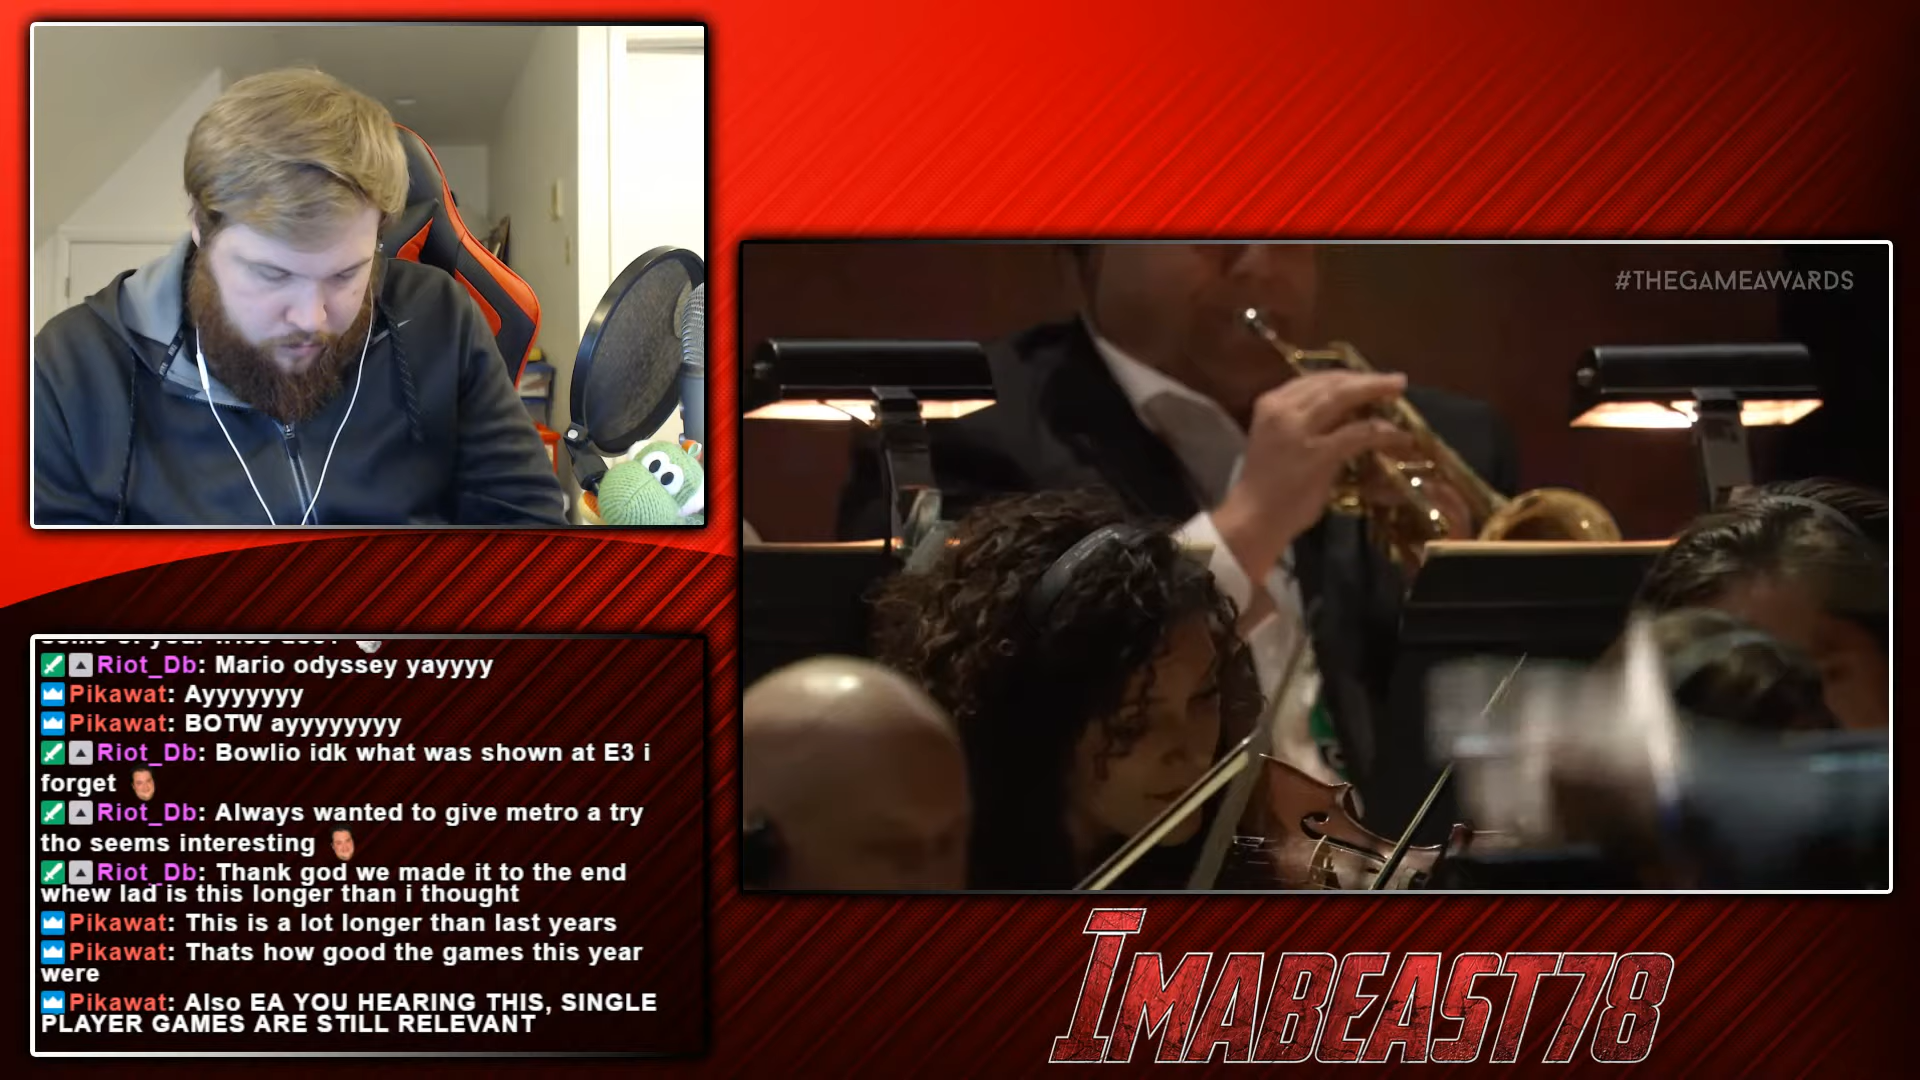 #THEGAMEAWARDS
Riot_Db: Mario odyssey yayyyy
Pikawat: Ayyyyyyy
Pikawat: BOTW ayyyyyyyy
Riot_Db: Bowlio idk what was shown at E3 i
forget
Riot_Db: Always wanted to give metro a try
tho seems interesting
Riot_Db: Thank god we made it to the end
whew lad is this longer than i thought
Pikawat: This is a lot longer than last years
Pikawat: Thats how good the games this year
were
Pikawat: Also EA YOU HEARING THIS, SINGLE
PLAYER GAMES ARE STILL RELEVANT
IMABEAST78